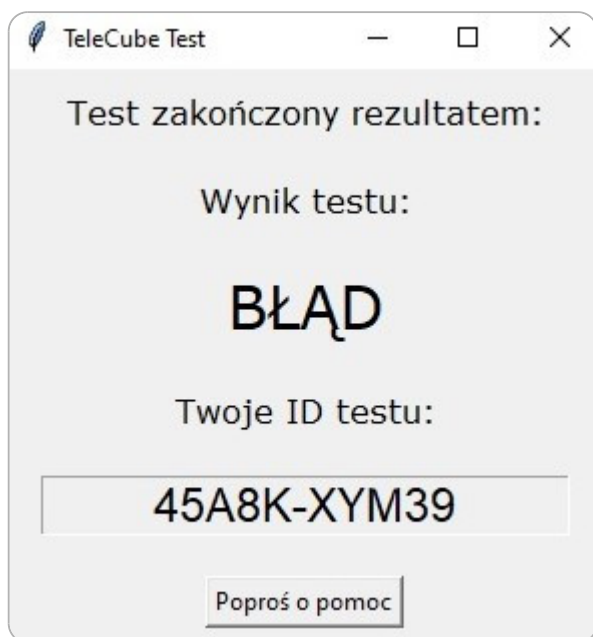 TeleCube Test
Test zakończony rezultatem:
Wynik testu:
BŁĄD
Twoje ID testu:
45A8K-XYM39
Poproś o pomoc